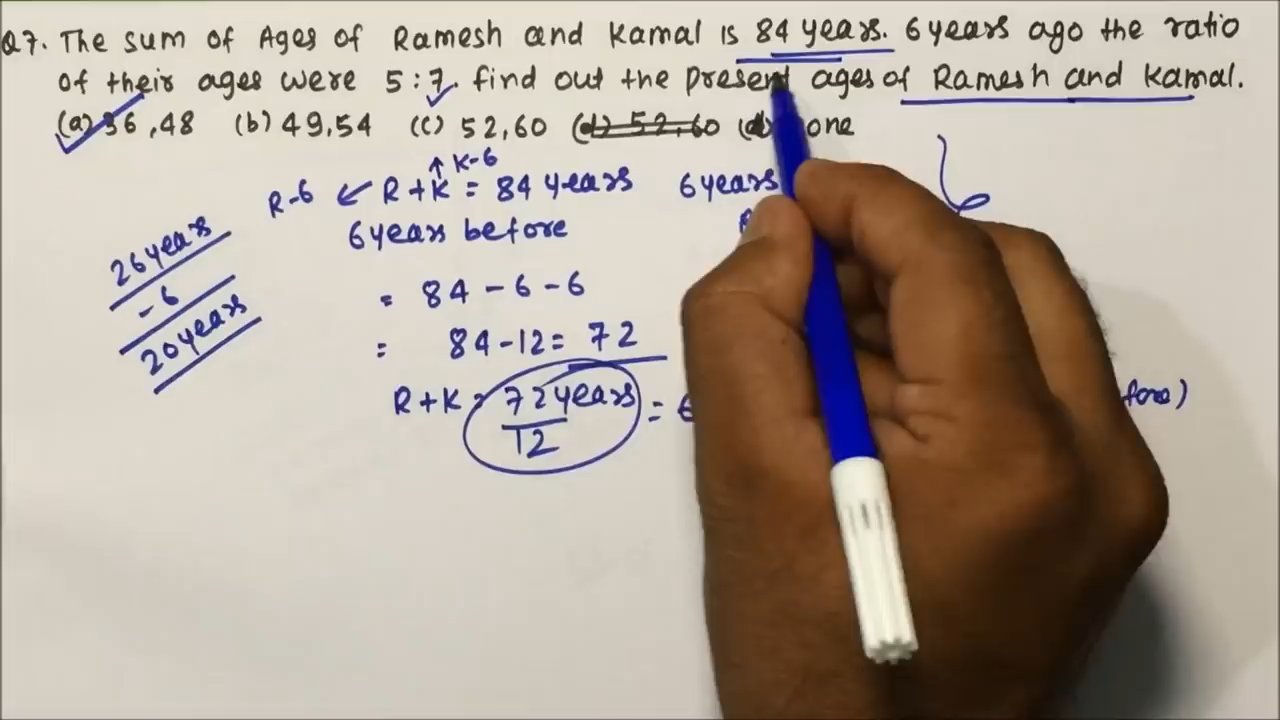 Q7. The sum of Ages of Ramesh and Kamal is 84 years. 6 years ago the ratio
of their ages were 5:7. find out the present ages of Ramesh and Kamal.
(a) 36,48 (b) 49,54 (c) 52,60 (d) 52,60 (d) one
K-6
R-6 ← R+K = 84 years 6 years
6 years before
= 84-6-6
= 84-12= 72
R+K = 72 years =
12
fore)
26 years
-6
20 years